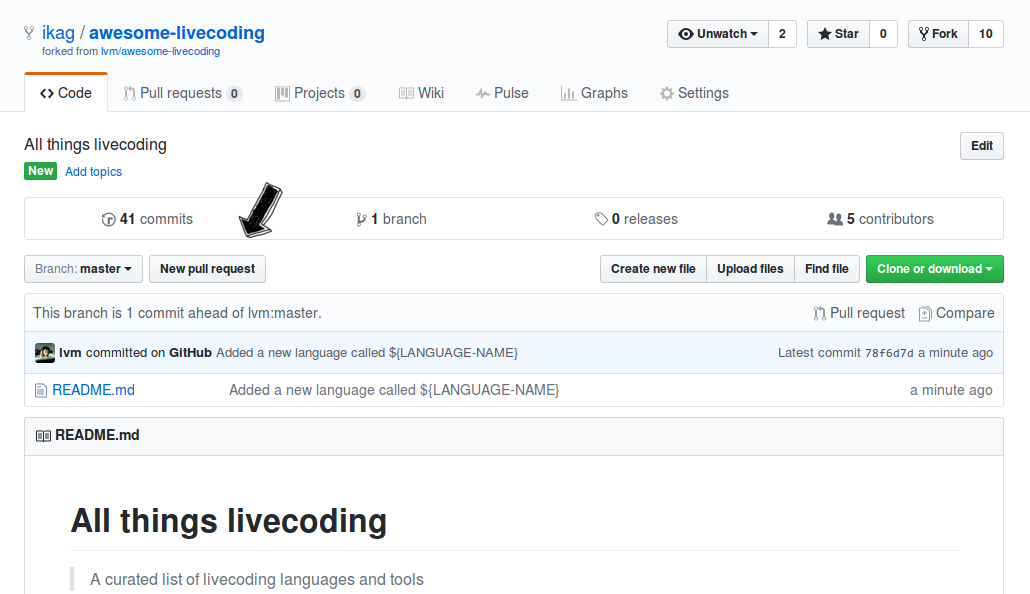 ikag / awesome-livecoding
forked from lvm/awesome-livecoding
Unwatch 2 Star 0 Fork 10
Code Pull requests 0 Projects 0 Wiki Pulse Graphs Settings
All things livecoding
Edit
New Add topics
41 commits 1 branch 0 releases 5 contributors
Branch: master New pull request Create new file Upload files Find file Clone or download
This branch is 1 commit ahead of lvm:master. Pull request Compare
lvm committed on GitHub Added a new language called ${LANGUAGE-NAME} Latest commit 78f6d7d a minute ago
README.md Added a new language called ${LANGUAGE-NAME} a minute ago
README.md
All things livecoding
A curated list of livecoding languages and tools